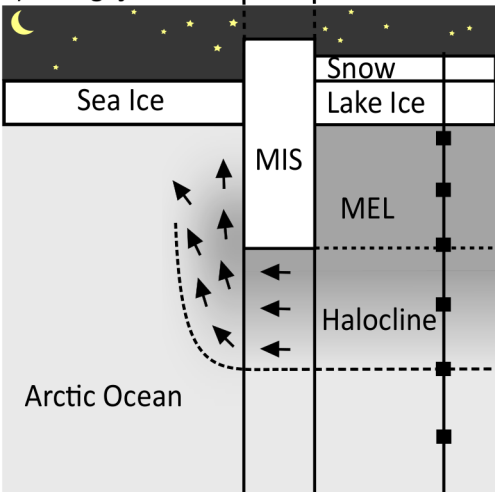 Snow
Sea Ice
Lake Ice
MIS
MEL
Halocline
Arctic Ocean